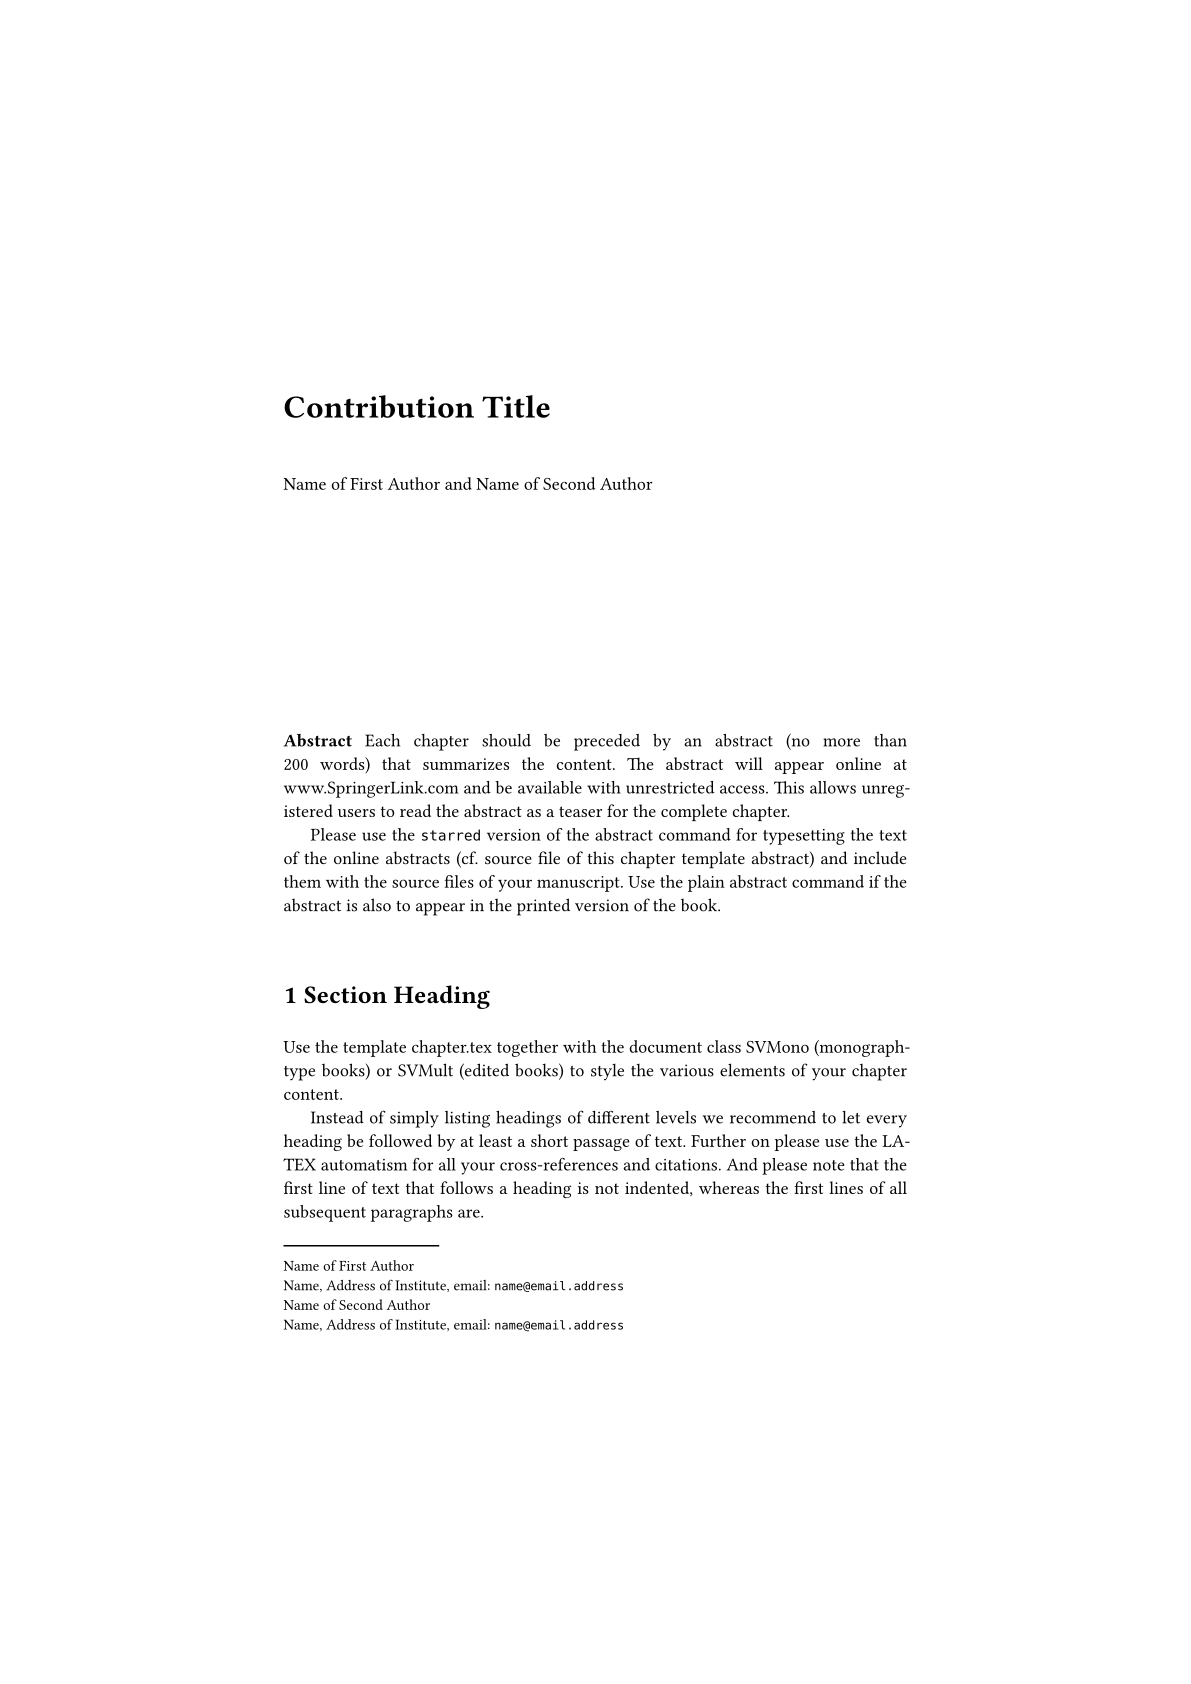 Contribution Title
Name of First Author and Name of Second Author
Abstract Each chapter should be preceded by an abstract (no more than
200 words) that summarizes the content. The abstract will appear online at
www.SpringerLink.com and be available with unrestricted access. This allows unreg-
istered users to read the abstract as a teaser for the complete chapter.
Please use the starred version of the abstract command for typesetting the text
of the online abstracts (cf. source file of this chapter template abstract) and include
them with the source files of your manuscript. Use the plain abstract command if the
abstract is also to appear in the printed version of the book.
1 Section Heading
Use the template chapter.tex together with the document class SVMono (monograph-
type books) or SVMult (edited books) to style the various elements of your chapter
content.
Instead of simply listing headings of different levels we recommend to let every
heading be followed by at least a short passage of text. Further on please use the LA-
TEX automatism for all your cross-references and citations. And please note that the
first line of text that follows a heading is not indented, whereas the first lines of all
subsequent paragraphs are.
Name of First Author
Name, Address of Institute, email: name@email.address
Name of Second Author
Name, Address of Institute, email: name@email.address